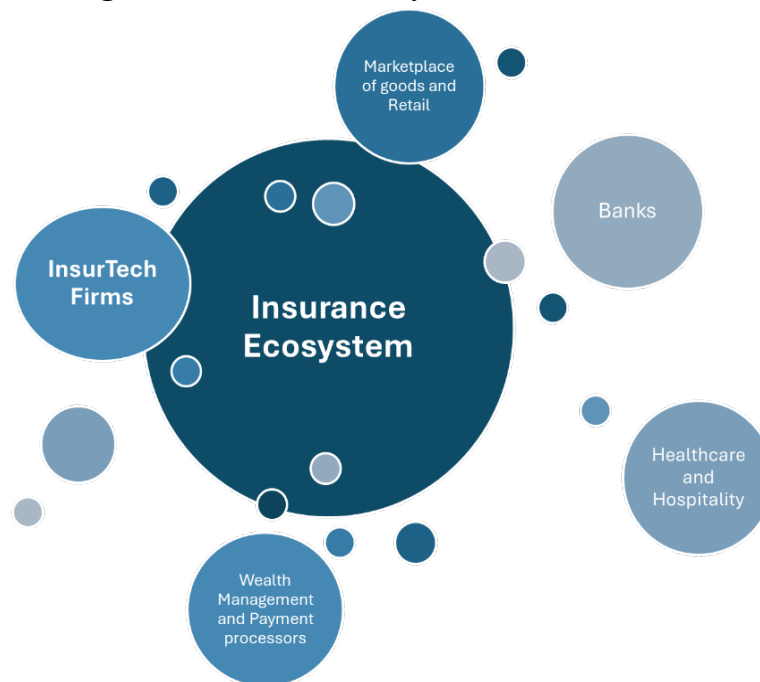 Marketplace
of goods and
Retail
Banks
InsurTech
Firms
Insurance
Ecosystem
Healthcare
and
Hospitality
Wealth
Management
and Payment
processors